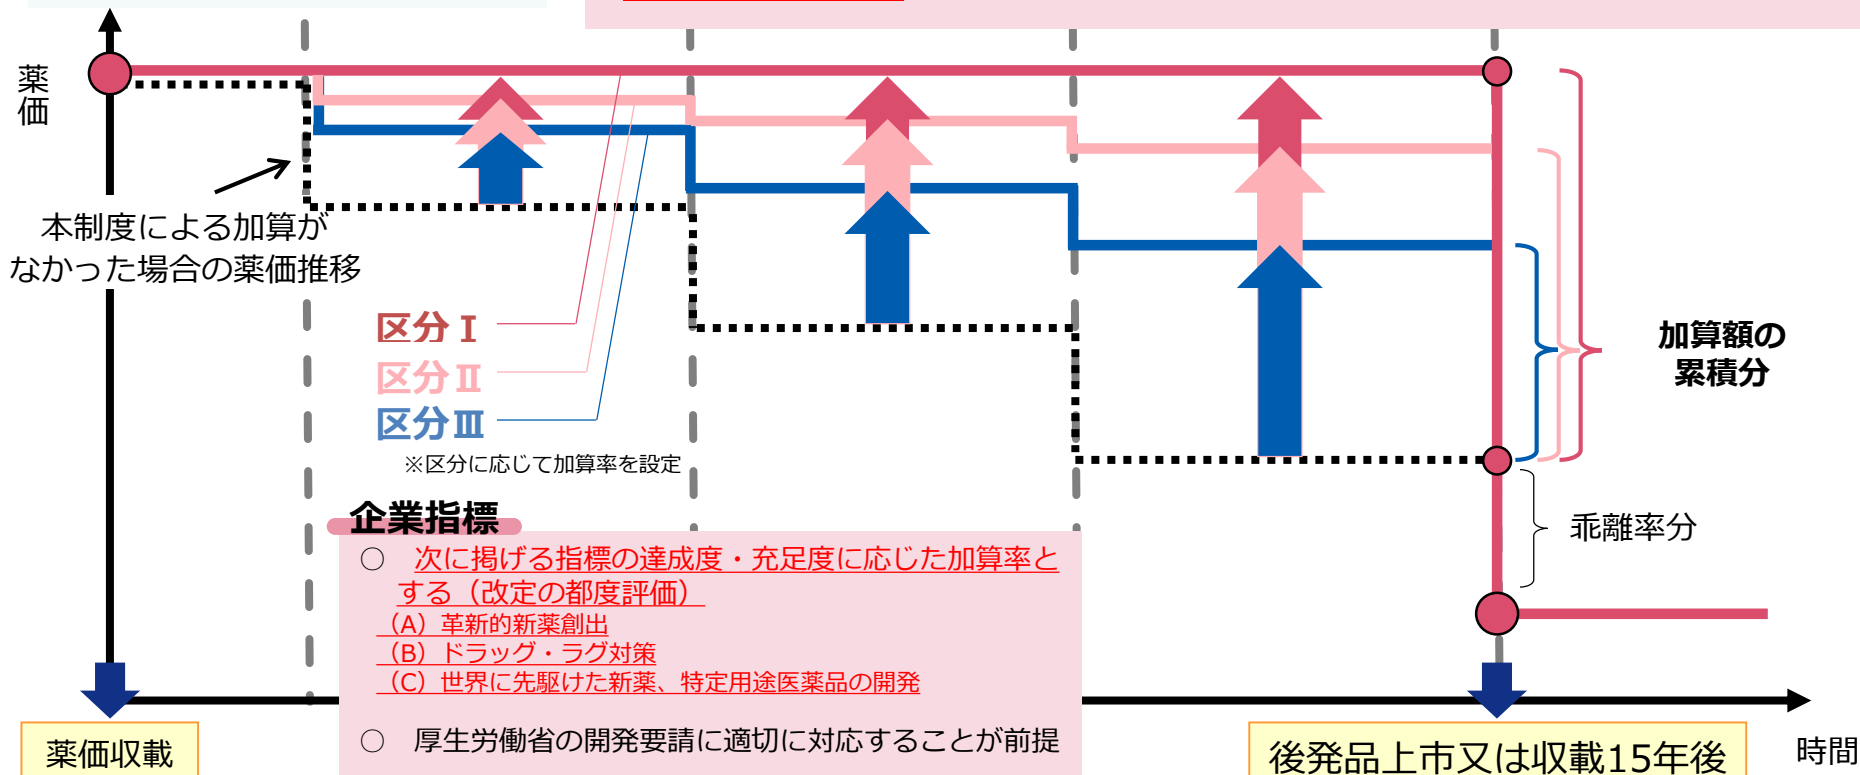 薬
価
本制度による加算が
なかった場合の薬価推移
区分Ⅰ
区分Ⅱ
区分Ⅲ
※区分に応じて加算率を設定
加算額の
累積分
乖離率分
企業指標
○ 次に掲げる指標の達成度・充足度に応じた加算率と
する（改定の都度評価）
（A）革新的新薬創出
（B）ドラッグ・ラグ対策
（C）世界に先駆けた新薬、特定用途医薬品の開発
○ 厚生労働省の開発要請に適切に対応することが前提
薬価収載
後発品上市又は収載15年後
時間